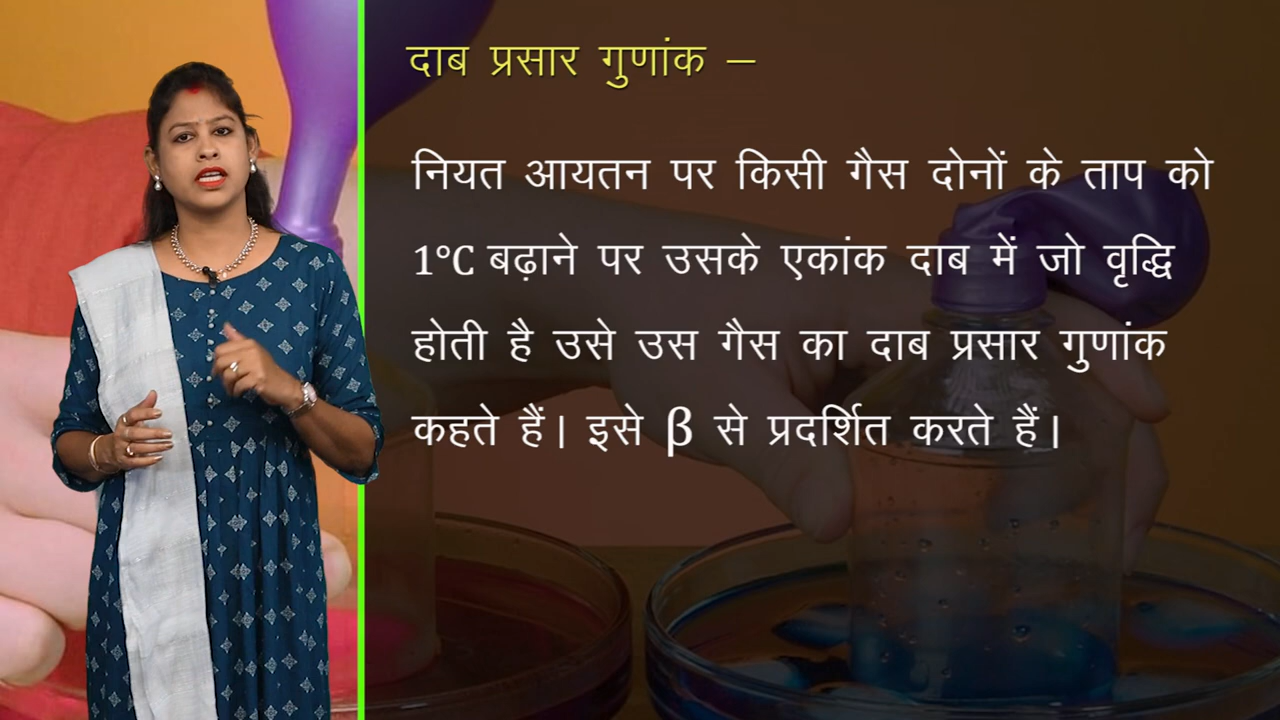 दाब प्रसार गुणांक –
नियत आयतन पर किसी गैस दोनों के ताप को
1°C बढ़ाने पर उसके एकांक दाब में जो वृद्धि
होती है उसे उस गैस का दाब प्रसार गुणांक
कहते हैं। इसे β से प्रदर्शित करते हैं।